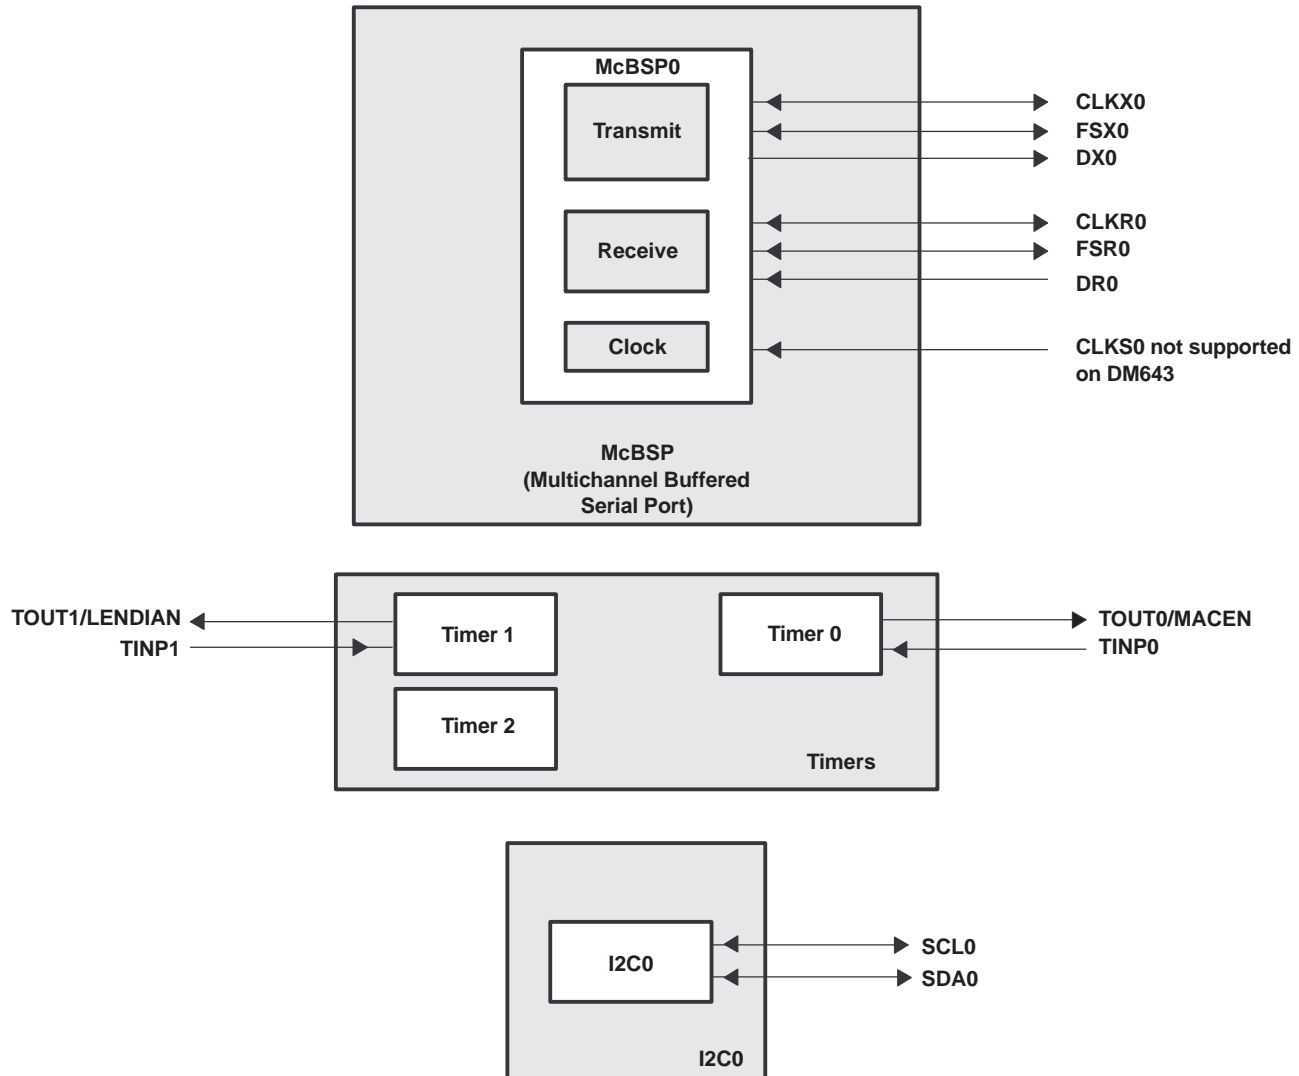 McBSP0
Transmit
CLKX0
FSX0
DX0
Receive
CLKR0
FSR0
DR0
Clock
CLKS0 not supported
on DM643
McBSP
(Multichannel Buffered
Serial Port)
TOUT1/LENDIAN
TINP1
Timer 1
Timer 0
TOUT0/MACEN
TINP0
Timer 2
Timers
I2C0
SCL0
SDA0
I2C0